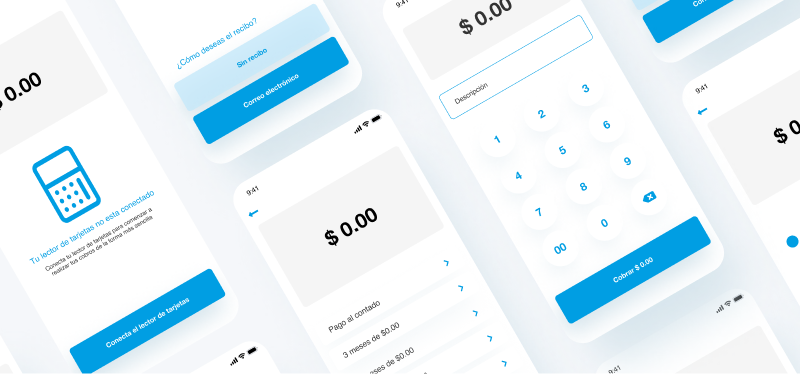 $ 0.00
Tu lector de tarjetas no esta conectado
Conecta tu lector de tarjetas para comenzar a
realizar tus cobros de la forma más sencilla
Conecta el lector de tarjetas
¿Cómo deseas el recibo?
Sin recibo
Correo electrónico
9:41
$ 0.00
Pago al contado
3 meses de $0.00
meses de $0.00
9:41
$ 0.00
Descripción
1
2
3
4
5
6
7
8
9
00
0
Cobrar $ 0.00
9:41
9:41
$ 0.0